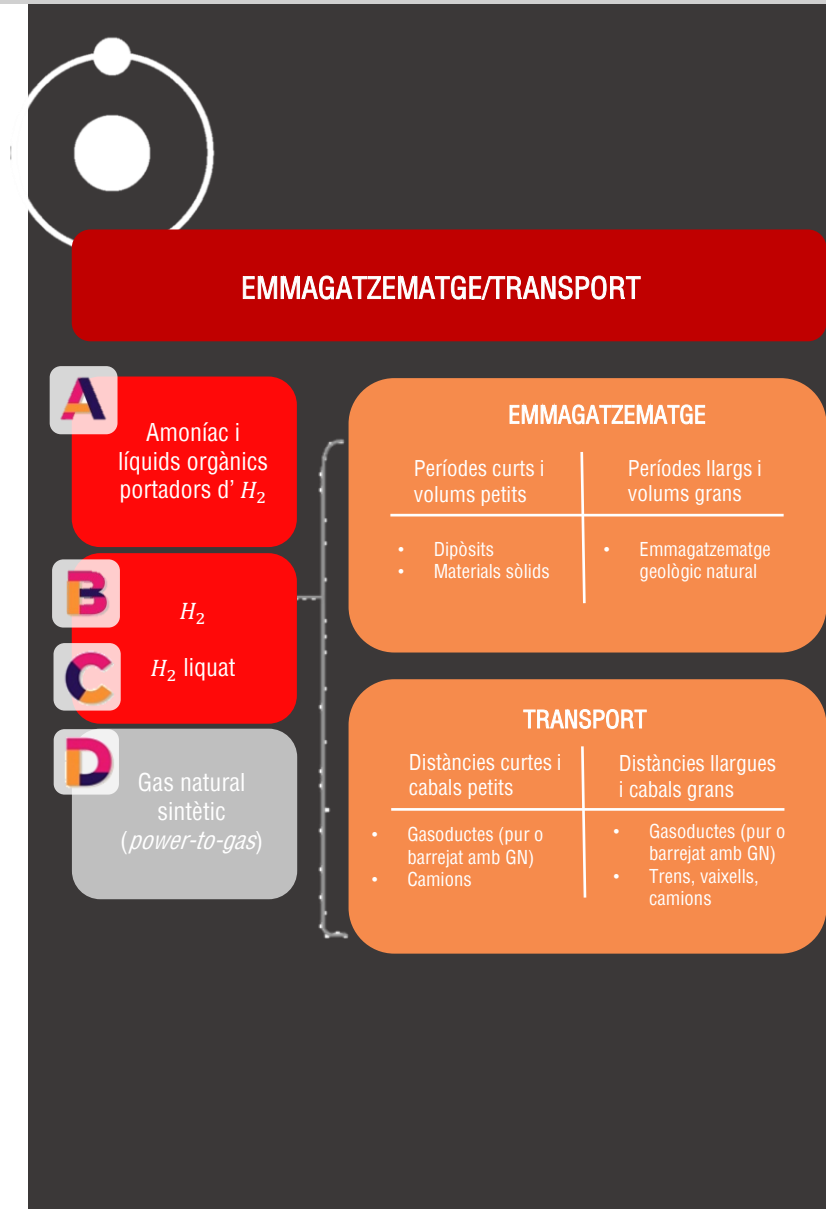 EMMAGATZEMATGE/TRANSPORT
A
Amoníac i
líquids orgànics
portadors d' H₂
B
H₂
C
H₂ liquat
D
Gas natural
sintètic
(power-to-gas)
EMMAGATZEMATGE
Períodes curts i
volums petits
Períodes llargs i
volums grans
• Dipòsits
• Materials sòlids
• Emmagatzematge
geològic natural
TRANSPORT
Distàncies curtes i
cabals petits
Distàncies llargues
i cabals grans
• Gasoductes (pur o
barrejat amb GN)
• Camions
• Gasoductes (pur o
barrejat amb GN)
• Trens, vaixells,
camions